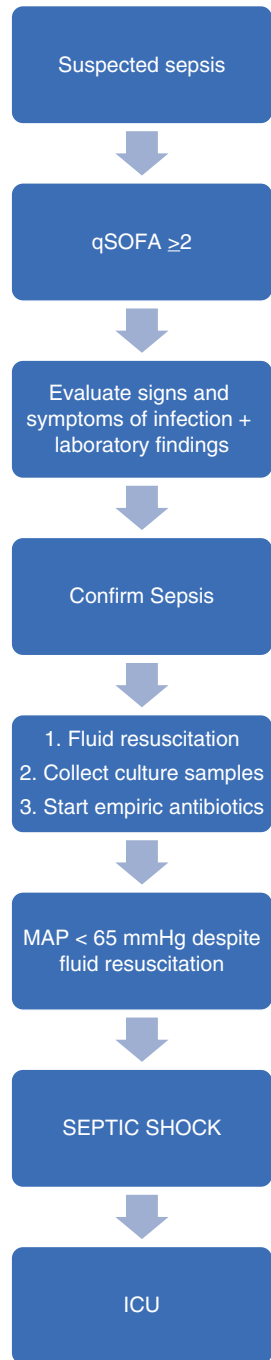 Suspected sepsis
qSOFA ≥2
Evaluate signs and
symptoms of infection +
laboratory findings
Confirm Sepsis
1. Fluid resuscitation
2. Collect culture samples
3. Start empiric antibiotics
MAP < 65 mmHg despite
fluid resuscitation
SEPTIC SHOCK
ICU